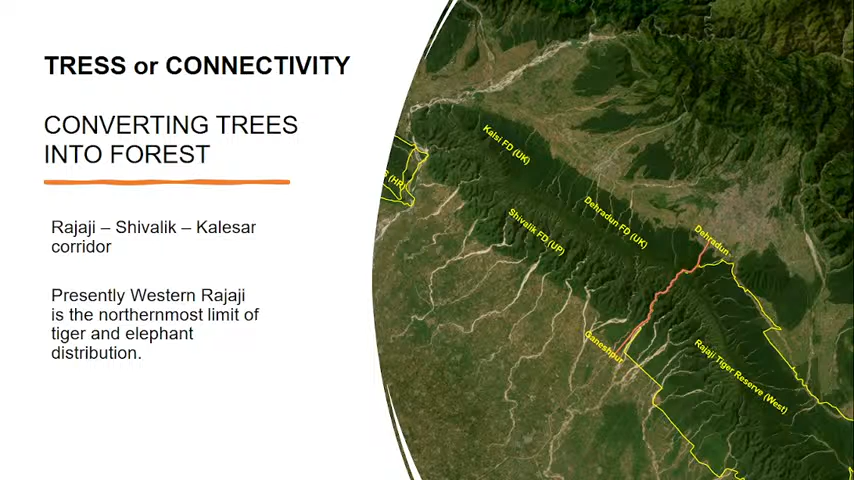 TRESS or CONNECTIVITY
CONVERTING TREES
INTO FOREST
Rajaji – Shivalik – Kalesar
corridor
Presently Western Rajaji
is the northernmost limit of
tiger and elephant
distribution.
Kalsi FD (UK)
(HR)
Shivalik FD (UP)
Dehradun FD (UK)
Dehradun
Ganeshpur
Rajaji Tiger Reserve (West)